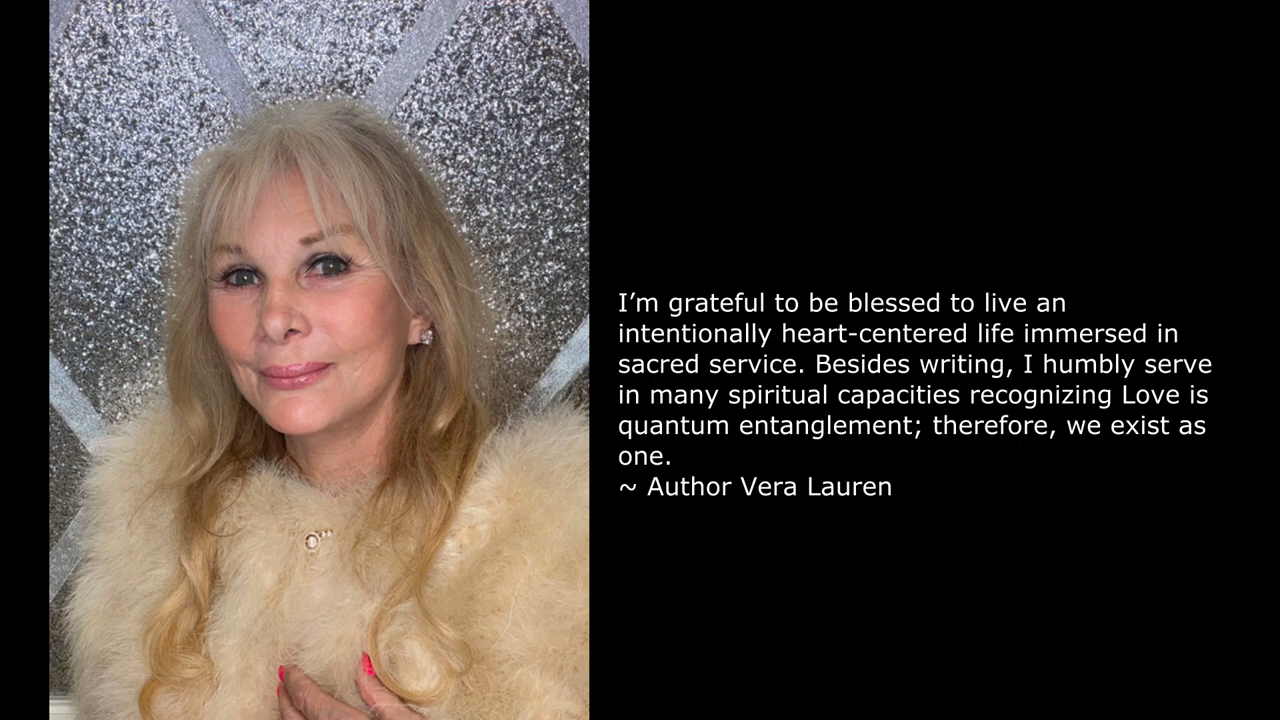 I’m grateful to be blessed to live an
intentionally heart-centered life immersed in
sacred service. Besides writing, I humbly serve
in many spiritual capacities recognizing Love is
quantum entanglement; therefore, we exist as
one.
~ Author Vera Lauren